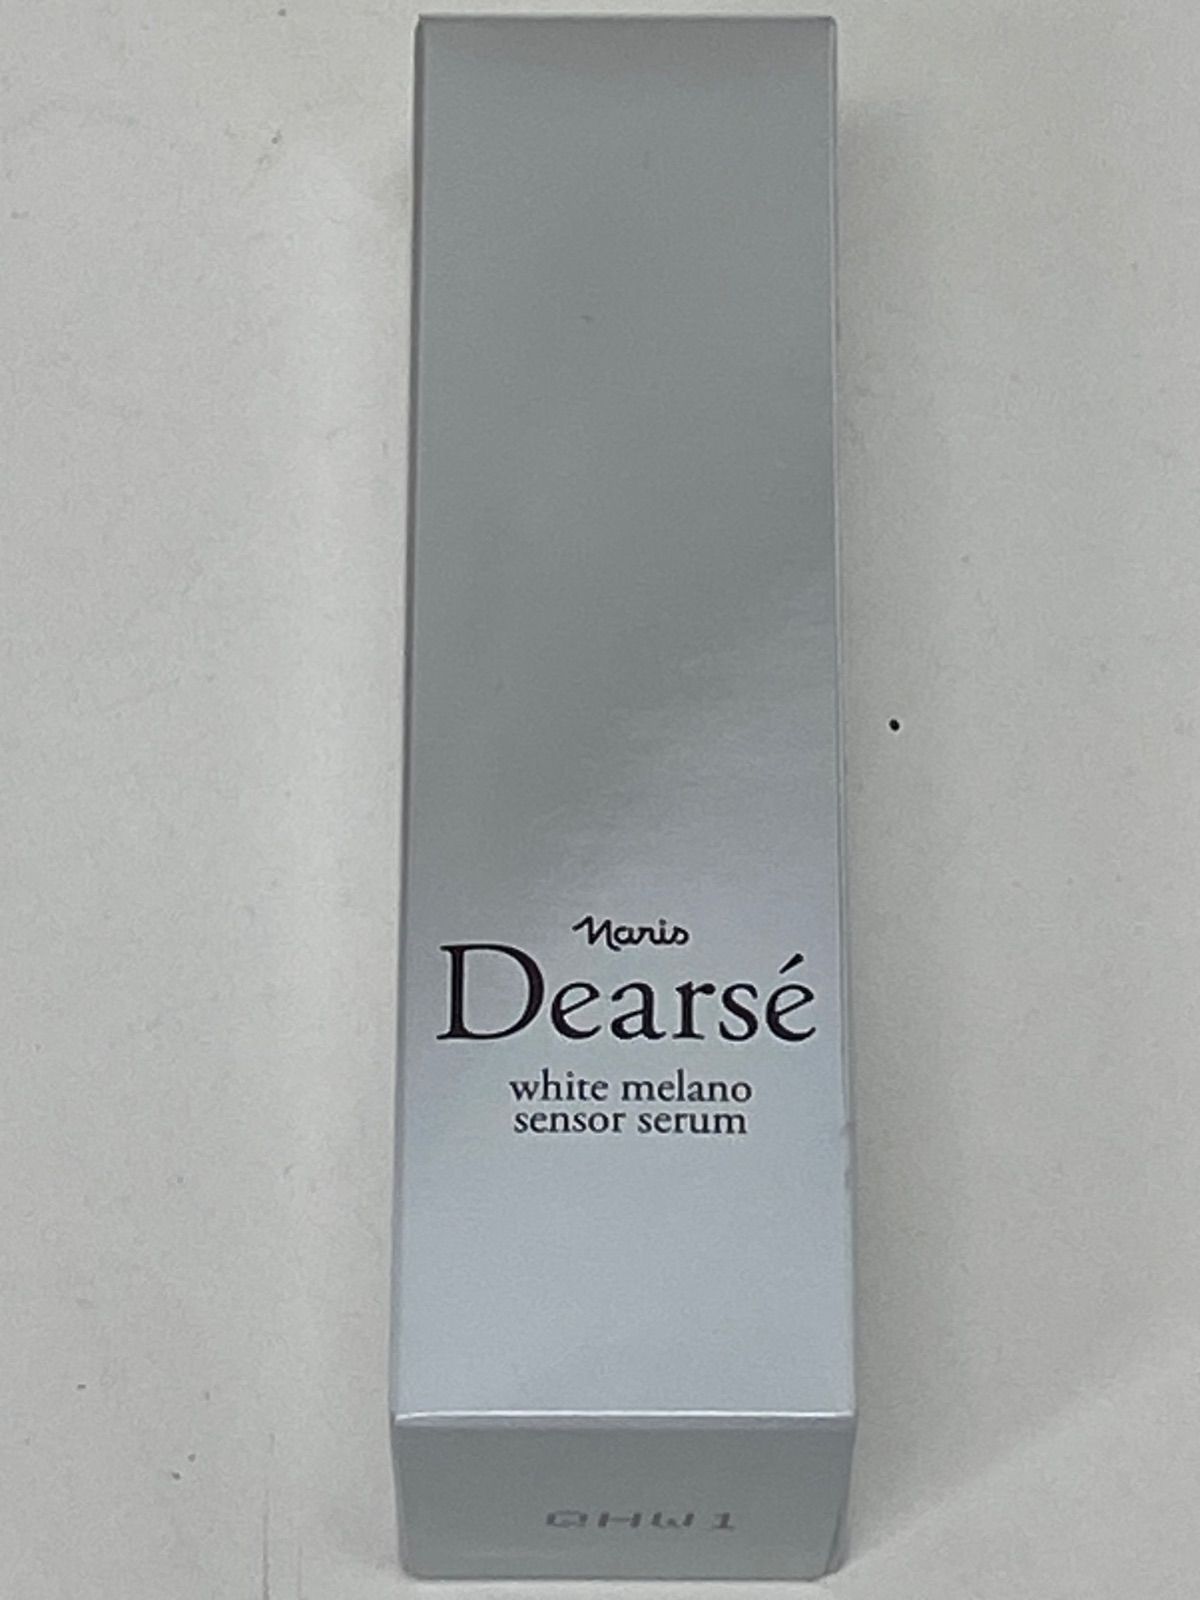 Naris
Dearsé
white melano
sensor serum
QHW1